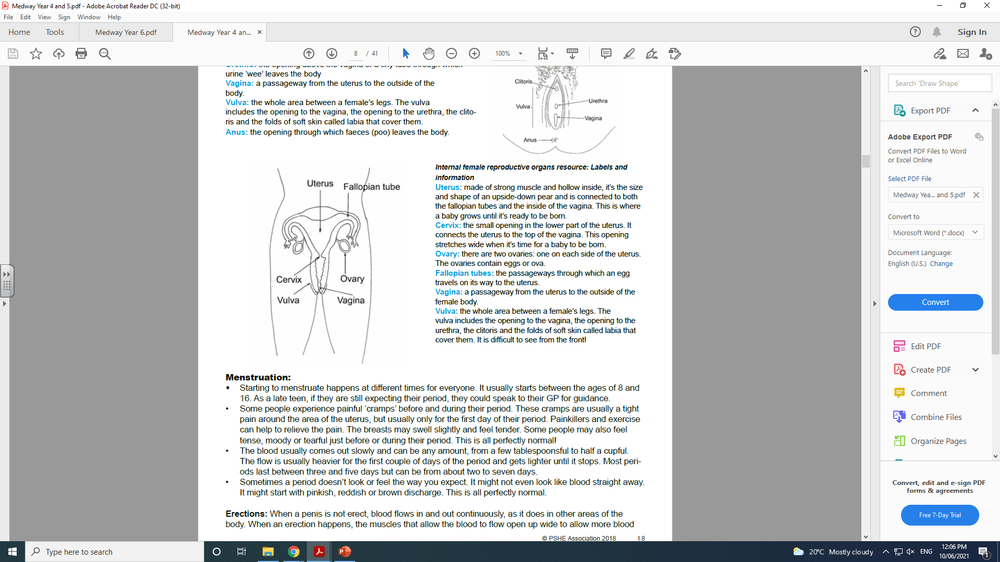 Medway Year 4 and 5.pdf - Adobe Acrobat Reader DC (32-bit)
File Edit View Sign Window Help
Home Tools Medway Year 6.pdf Medway Year 4 an... ×
? Sign In
8 / 41 100%
Urethra: the opening above the vagina of a tiny tube through which
urine ‘wee’ leaves the body
Vagina: a passageway from the uterus to the outside of the
body.
Vulva: the whole area between a female’s legs. The vulva
includes the opening to the vagina, the opening to the urethra, the clito-
ris and the folds of soft skin called labia that cover them.
Anus: the opening through which faeces (poo) leaves the body.
Clitoris
Urethra
Vulva
Vagina
Anus
Uterus
Fallopian tube
Cervix
Ovary
Vulva
Vagina
Internal female reproductive organs resource: Labels and
information
Uterus: made of strong muscle and hollow inside, it’s the size
and shape of an upside-down pear and is connected to both
the fallopian tubes and the inside of the vagina. This is where
a baby grows until it’s ready to be born.
Cervix: the small opening in the lower part of the uterus. It
connects the uterus to the top of the vagina. This opening
stretches wide when it’s time for a baby to be born.
Ovary: there are two ovaries: one on each side of the uterus.
The ovaries contain eggs or ova.
Fallopian tubes: the passageways through which an egg
travels on its way to the uterus.
Vagina: a passageway from the uterus to the outside of the
female body.
Vulva: the whole area between a female’s legs. The
vulva includes the opening to the vagina, the opening to the
urethra, the clitoris and the folds of soft skin called labia that
cover them. It is difficult to see from the front!
Menstruation:
• Starting to menstruate happens at different times for everyone. It usually starts between the ages of 8 and
16. As a late teen, if they are still expecting their period, they could speak to their GP for guidance.
• Some people experience painful ‘cramps’ before and during their period. These cramps are usually a tight
pain around the area of the uterus, but usually only for the first day of their period. Painkillers and exercise
can help to relieve the pain. The breasts may swell slightly and feel tender. Some people may also feel
tense, moody or tearful just before or during their period. This is all perfectly normal!
• The blood usually comes out slowly and can be any amount, from a few tablespoonsful to half a cupful.
The flow is usually heavier for the first couple of days of the period and gets lighter until it stops. Most peri-
ods last between three and five days but can be from about two to seven days.
• Sometimes a period doesn’t look or feel the way you expect. It might not even look like blood straight away.
It might start with pinkish, reddish or brown discharge. This is all perfectly normal.
Erections: When a penis is not erect, blood flows in and out continuously, as it does in other areas of the
body. When an erection happens, the muscles that allow the blood to flow open up wide to allow more blood
© PSHE Association 2018 I 8
Search 'Draw Shape'
Export PDF
Adobe Export PDF
Convert PDF Files to Word
or Excel Online
Select PDF File
Medway Yea... and 5.pdf
Convert to
Microsoft Word (*.docx)
Document Language:
English (U.S.) Change
Convert
Edit PDF
Create PDF
Comment
Combine Files
Organize Pages
Convert, edit and e-sign PDF
forms & agreements
Free 7-Day Trial
Type here to search
20°C Mostly cloudy
ENG
12:06 PM
10/06/2021
1